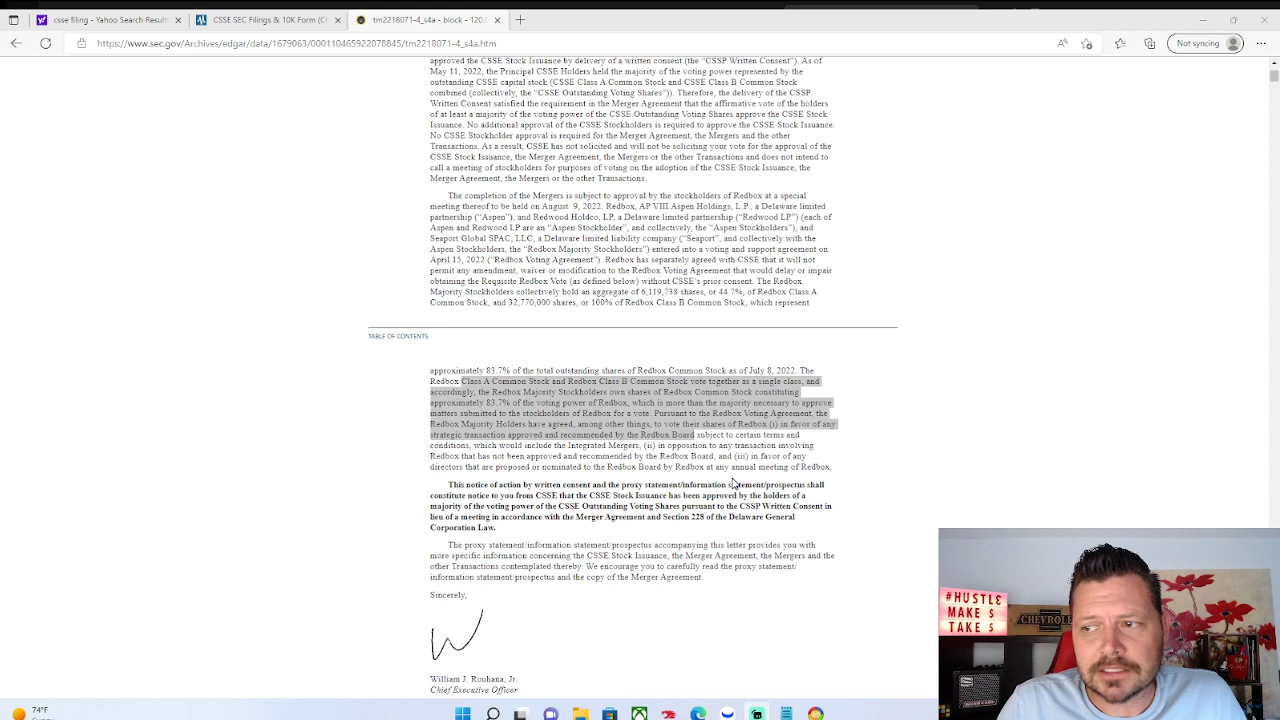 csse filing - Yahoo Search Results
CSSE SEC Filings & 10K Form (Ch
tm2218071-4_s4a - block - 120.0
https://www.sec.gov/Archives/edgar/data/1679063/000110465922078845/tm2218071-4_s4a.htm
Not syncing
approved the CSSE Stock Issuance by delivery of a written consent (the “CSSP Written Consent”). As of
May 11, 2022, the Principal CSSE Holders held the majority of the voting power represented by the
outstanding CSSE capital stock (CSSE Class A Common Stock and CSSE Class B Common Stock
combined (collectively, the “CSSE Outstanding Voting Shares”)). Therefore, the delivery of the CSSP
Written Consent satisfied the requirement in the Merger Agreement that the affirmative vote of the holders
of at least a majority of the voting power of the CSSE Outstanding Voting Shares approve the CSSE Stock
Issuance. No additional approval of the CSSE Stockholders is required to approve the CSSE Stock Issuance.
No CSSE Stockholder approval is required for the Merger Agreement, the Mergers and the other
Transactions. As a result, CSSE has not solicited and will not be soliciting your vote for the approval of the
CSSE Stock Issuance, the Merger Agreement, the Mergers or the other Transactions and does not intend to
call a meeting of stockholders for purposes of voting on the adoption of the CSSE Stock Issuance, the
Merger Agreement, the Mergers or the other Transactions.
The completion of the Mergers is subject to approval by the stockholders of Redbox at a special
meeting thereof to be held on August 9, 2022. Redbox, AP VIII Aspen Holdings, L.P., a Delaware limited
partnership (“Aspen”), and Redwood Holdco, LP, a Delaware limited partnership (“Redwood LP”) (each of
Aspen and Redwood LP are an “Aspen Stockholder”, and collectively, the “Aspen Stockholders”), and
Seaport Global SPAC, LLC, a Delaware limited liability company (“Seaport”, and collectively with the
Aspen Stockholders, the “Redbox Majority Stockholders”) entered into a voting and support agreement on
April 15, 2022 (“Redbox Voting Agreement”). Redbox has separately agreed with CSSE that it will not
permit any amendment, waiver or modification to the Redbox Voting Agreement that would delay or impair
obtaining the Requisite Redbox Vote (as defined below) without CSSE’s prior consent. The Redbox
Majority Stockholders collectively hold an aggregate of 6,119,738 shares, or 44.7%, of Redbox Class A
Common Stock, and 32,770,000 shares, or 100% of Redbox Class B Common Stock, which represent
TABLE OF CONTENTS
approximately 83.7% of the total outstanding shares of Redbox Common Stock as of July 8, 2022. The
Redbox Class A Common Stock and Redbox Class B Common Stock vote together as a single class, and
accordingly, the Redbox Majority Stockholders own shares of Redbox Common Stock constituting
approximately 83.7% of the voting power of Redbox, which is more than the majority necessary to approve
matters submitted to the stockholders of Redbox for a vote. Pursuant to the Redbox Voting Agreement, the
Redbox Majority Holders have agreed, among other things, to vote their shares of Redbox (i) in favor of any
strategic transaction approved and recommended by the Redbox Board subject to certain terms and
conditions, which would include the Integrated Mergers, (ii) in opposition to any transaction involving
Redbox that has not been approved and recommended by the Redbox Board, and (iii) in favor of any
directors that are proposed or nominated to the Redbox Board by Redbox at any annual meeting of Redbox.
This notice of action by written consent and the proxy statement/information statement/prospectus shall
constitute notice to you from CSSE that the CSSE Stock Issuance has been approved by the holders of a
majority of the voting power of the CSSE Outstanding Voting Shares pursuant to the CSSP Written Consent in
lieu of a meeting in accordance with the Merger Agreement and Section 228 of the Delaware General
Corporation Law.
The proxy statement/information statement/prospectus accompanying this letter provides you with
more specific information concerning the CSSE Stock Issuance, the Merger Agreement, the Mergers and the
other Transactions contemplated thereby. We encourage you to carefully read the proxy statement/
information statement/prospectus and the copy of the Merger Agreement.
Sincerely,
William J. Rouhana, Jr.
Chief Executive Officer
#HUSTLE
MAKE $
TAKE $
CHEVROLE
74°F